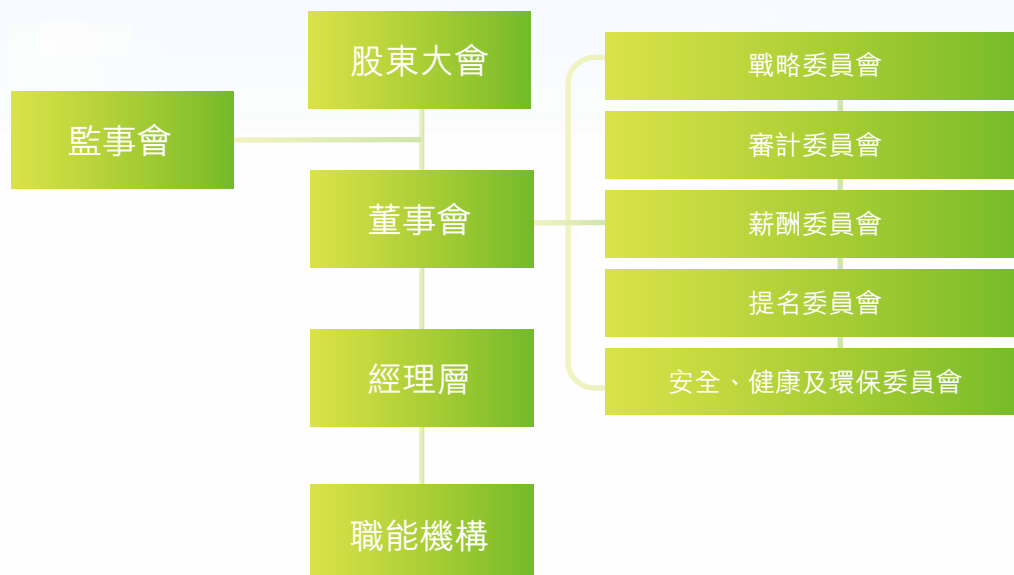 股東大會
監事會
董事會
經理層
職能機構
戰略委員會
審計委員會
薪酬委員會
提名委員會
安全、健康及環保委員會